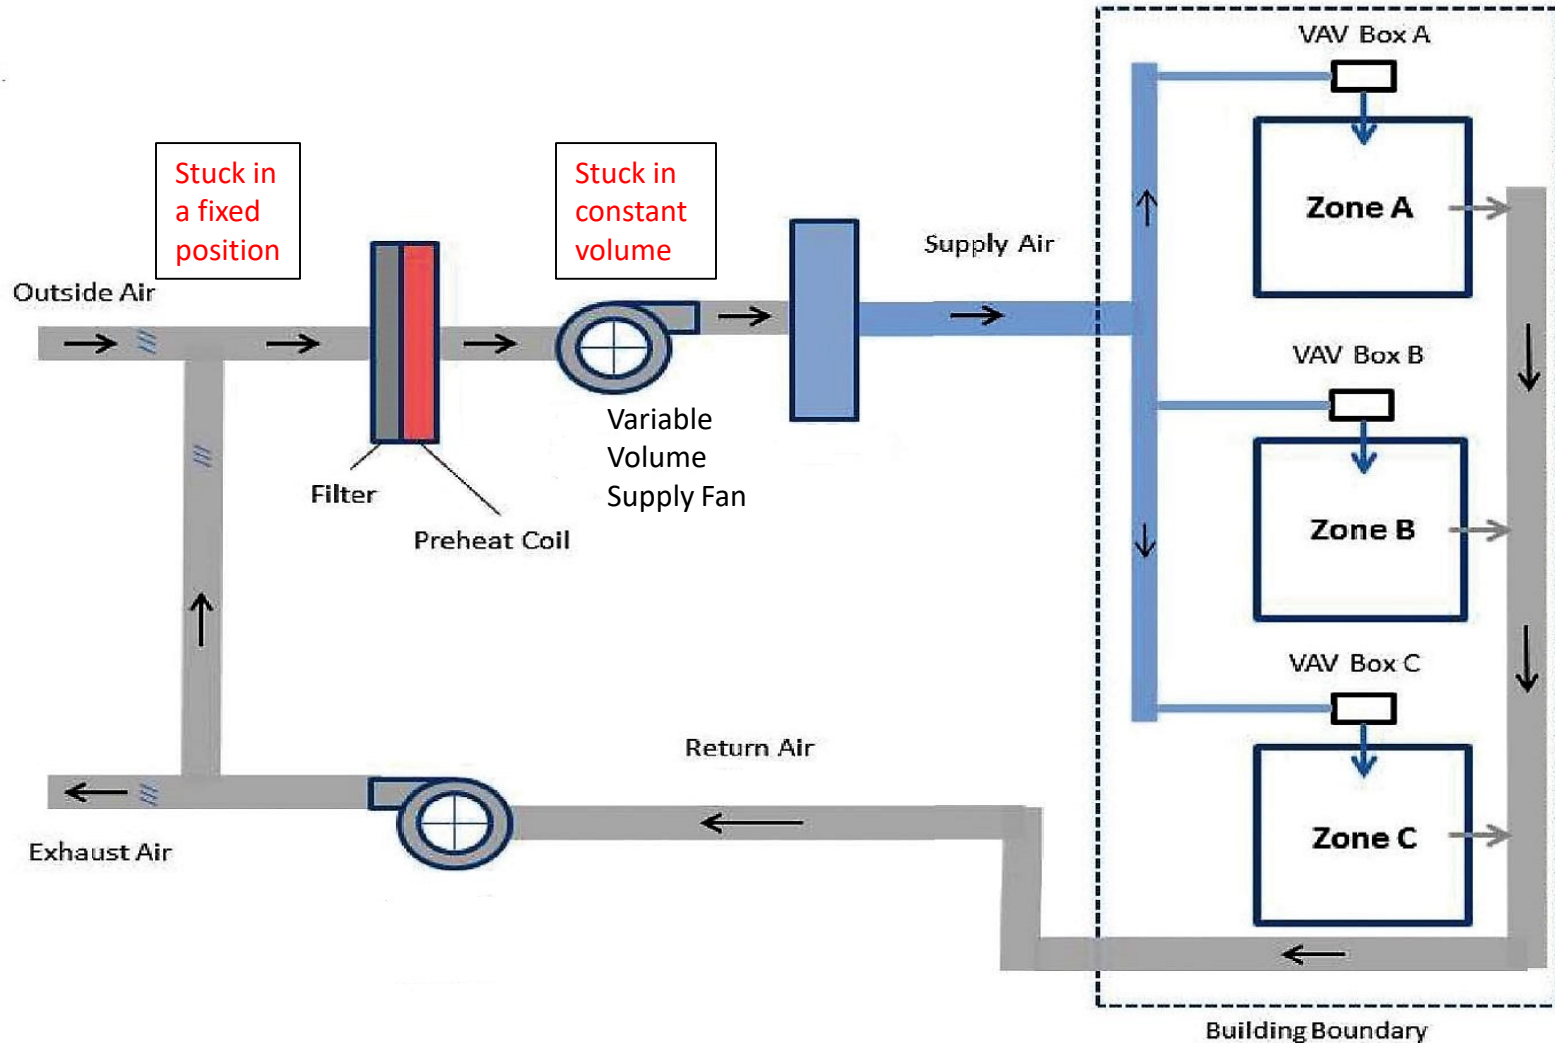 VAV Box A
Stuck in
a fixed
position
Stuck in
constant
volume
Zone A
Supply Air
Outside Air
VAV Box B
Variable
Volume
Supply Fan
Filter
Preheat Coil
Zone B
VAV Box C
Return Air
Zone C
Exhaust Air
Building Boundary